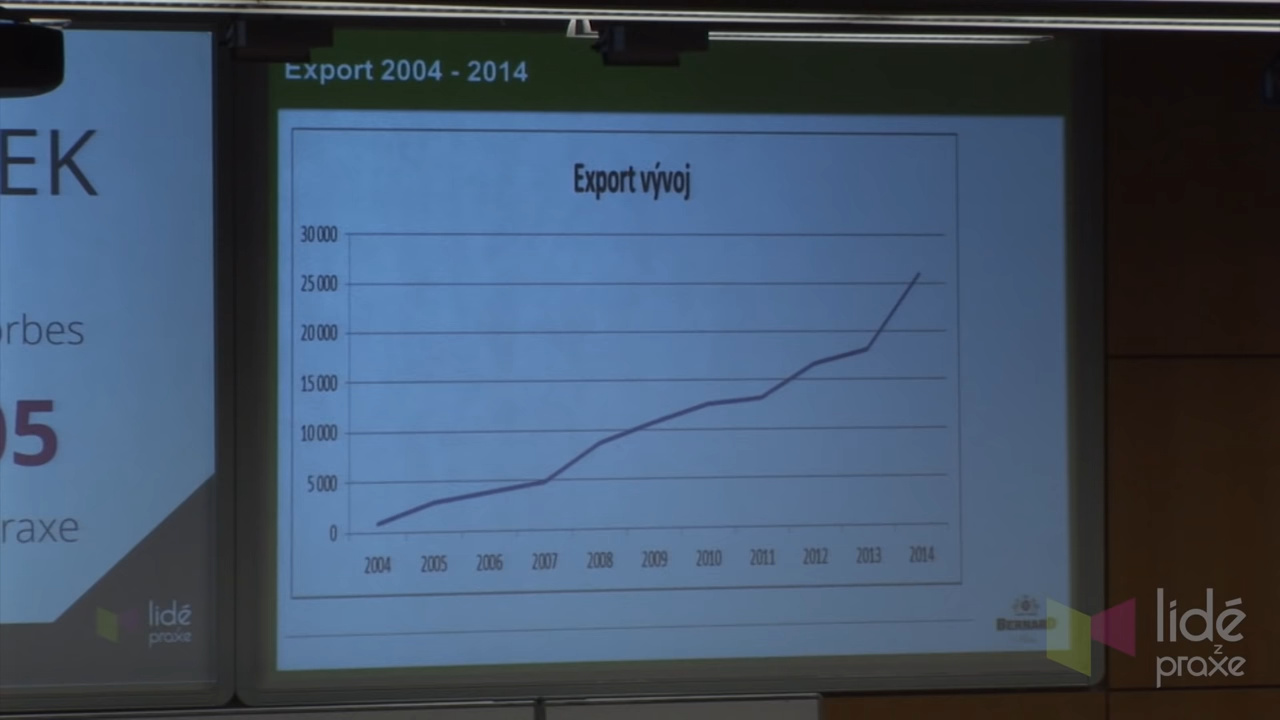 EK
orbes
05
raxe
lidé
praxe
Export 2004 - 2014
Export vývoj
30 000
25 000
20 000
15 000
10 000
5 000
0
2004 2005 2006 2007 2008 2009 2010 2011 2012 2013 2014
BERNARD
lidé
z
praxe